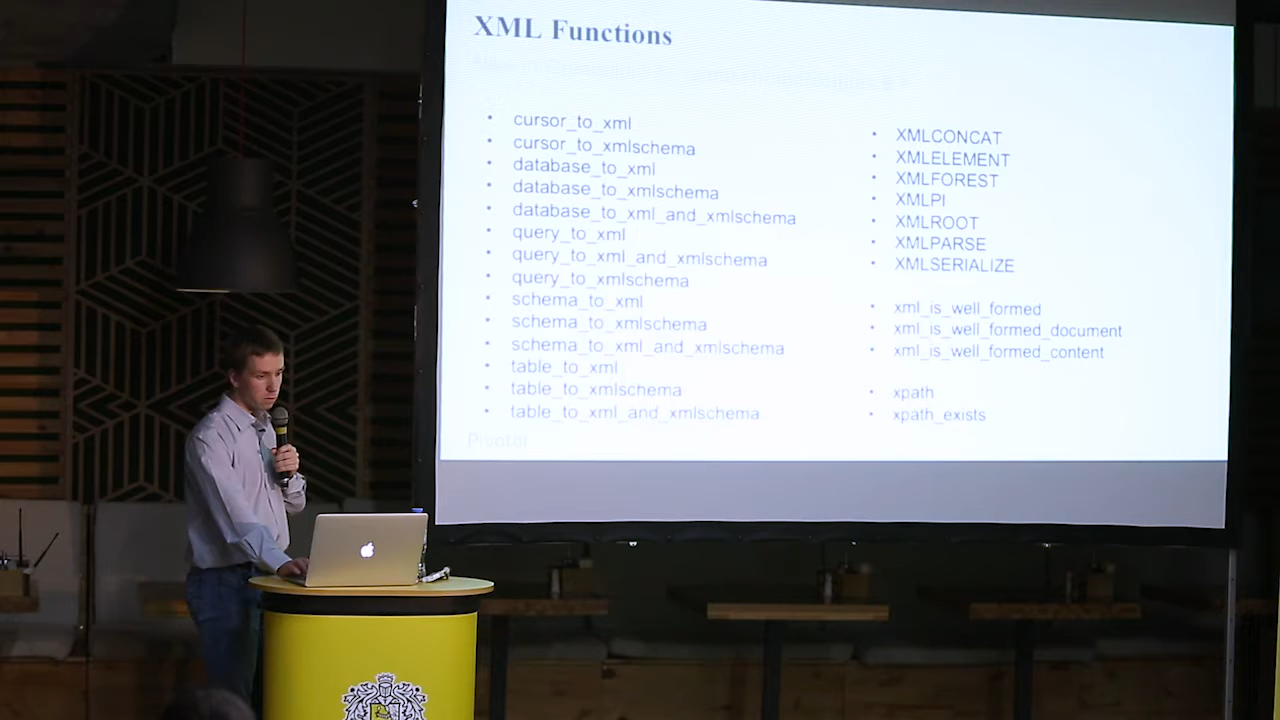 XML Functions
cursor_to_xml
cursor_to_xmlschema
database_to_xml
database_to_xmlschema
database_to_xml_and_xmlschema
query_to_xml
query_to_xml_and_xmlschema
query_to_xmlschema
schema_to_xml
schema_to_xmlschema
schema_to_xml_and_xmlschema
table_to_xml
table_to_xmlschema
table_to_xml_and_xmlschema
XMLCONCAT
XMLELEMENT
XMLFOREST
XMLPI
XMLROOT
XMLPARSE
XMLSERIALIZE
xml_is_well_formed
xml_is_well_formed_document
xml_is_well_formed_content
xpath
xpath_exists
Pivotal